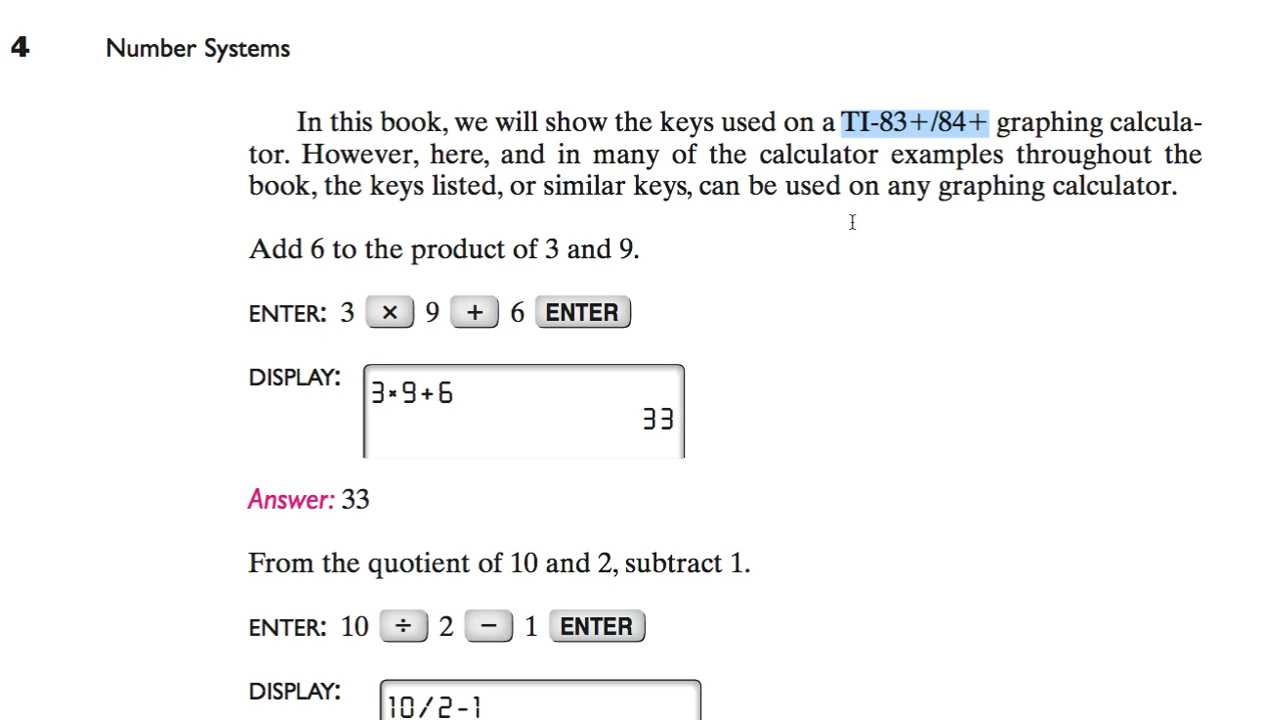 4 Number Systems
In this book, we will show the keys used on a TI-83+/84+ graphing calcula-
tor. However, here, and in many of the calculator examples throughout the
book, the keys listed, or similar keys, can be used on any graphing calculator.
Add 6 to the product of 3 and 9.
ENTER: 3 × 9 + 6 ENTER
DISPLAY: 3*9+6
33
Answer: 33
From the quotient of 10 and 2, subtract 1.
ENTER: 10 ÷ 2 − 1 ENTER
DISPLAY: 10/2-1